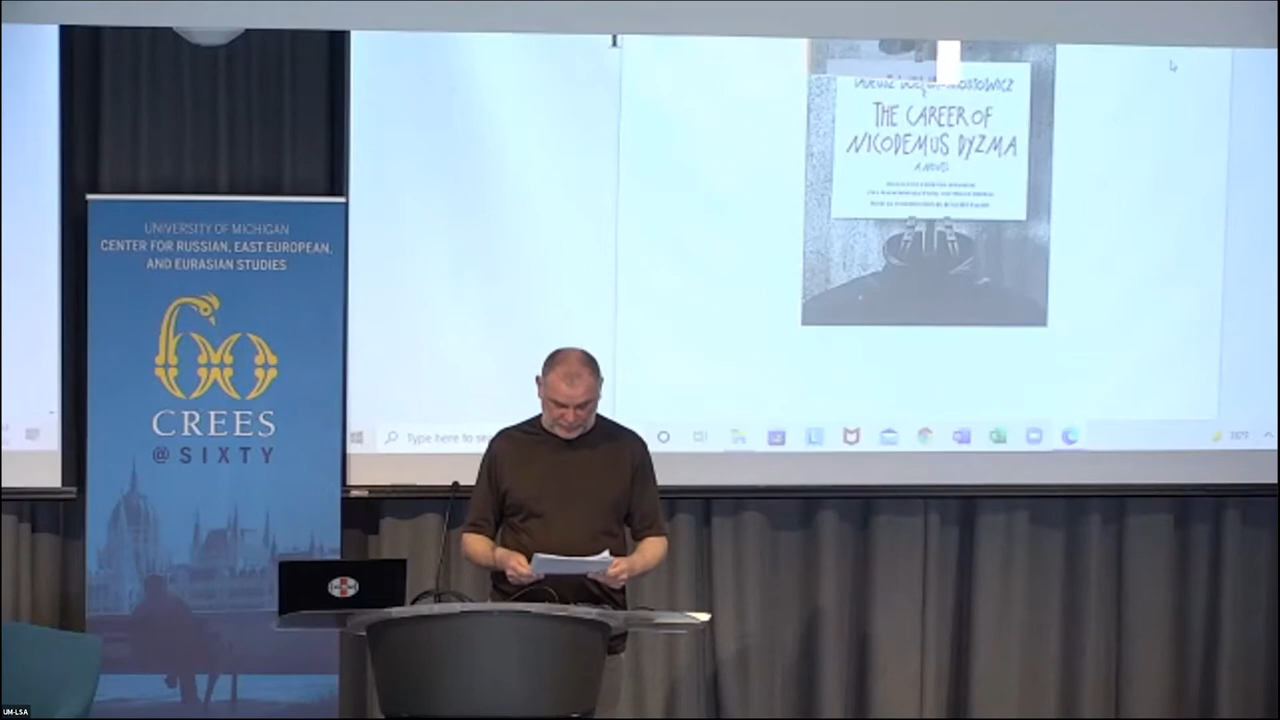 UNIVERSITY OF MICHIGAN
CENTER FOR RUSSIAN, EAST EUROPEAN,
AND EURASIAN STUDIES
60
CREES
@ SIXTY
THE CAREER OF
NICODEMUS DYZMA
A NOVEL
Type here to se
UM-LSA